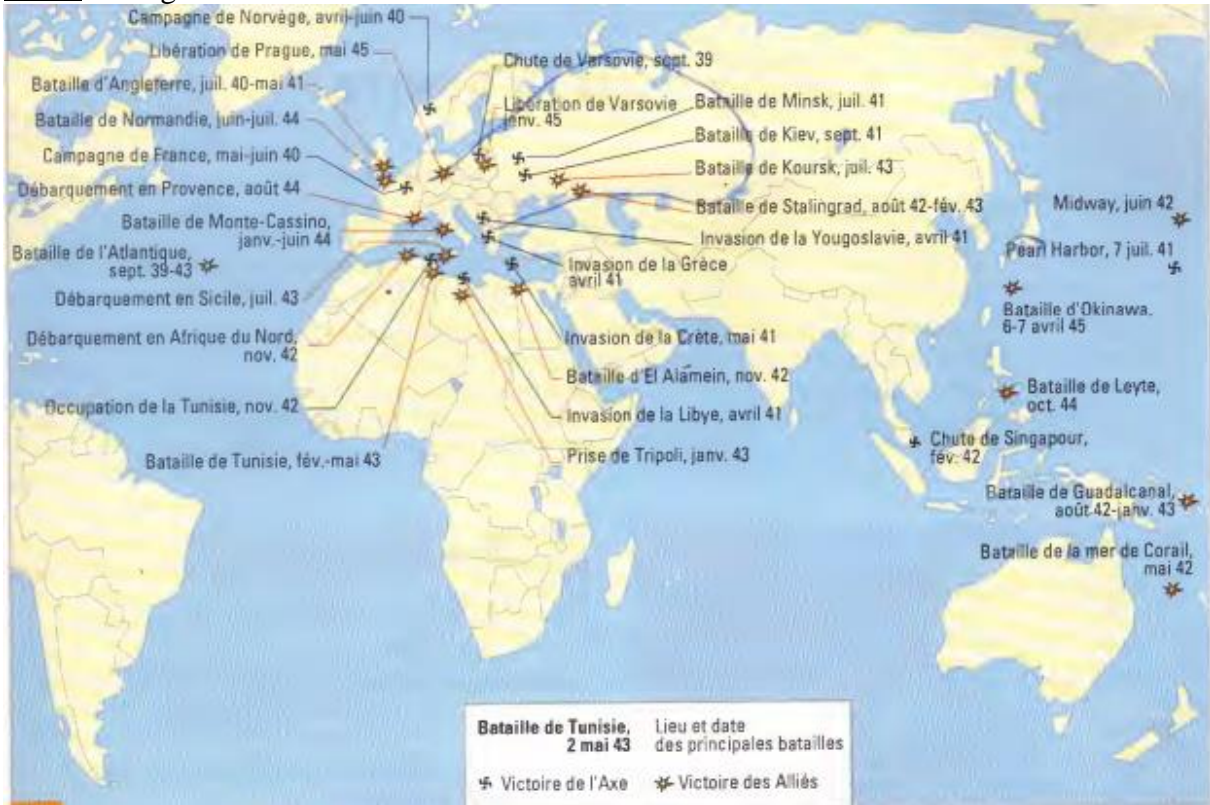 Campagne de Norvège, avril-juin 40
Libération de Prague, mai 45
Chute de Varsovie, sept. 39
Bataille d'Angleterre, juil. 40-mai 41
Libération de Varsovie
janv. 45
Bataille de Minsk, juil. 41
Bataille de Normandie, juin-juil. 44
Bataille de Kiev, sept. 41
Campagne de France, mai-juin 40
Bataille de Koursk, juil. 43
Débarquement en Provence, août 44
Bataille de Stalingrad, août 42-fév. 43
Midway, juin 42
Bataille de Monte-Cassino,
janv.-juin 44
Invasion de la Yougoslavie, avril 41
Bataille de l'Atlantique,
sept. 39-43
Pearl Harbor, 7 juil. 41
Invasion de la Grèce
avril 41
Débarquement en Sicile, juil. 43
Bataille d'Okinawa.
6-7 avril 45
Débarquement en Afrique du Nord,
nov. 42
Invasion de la Crète, mai 41
Bataille d'El Alamein, nov. 42
Bataille de Leyte,
oct. 44
Occupation de la Tunisie, nov. 42
Invasion de la Libye, avril 41
Chute de Singapour,
fév. 42
Bataille de Tunisie, fév.-mai 43
Prise de Tripoli, janv. 43
Bataille de Guadalcanal,
août 42-janv. 43
Bataille de la mer de Corail,
mai 42
Bataille de Tunisie,
2 mai 43
Lieu et date
des principales batailles
Victoire de l'Axe
Victoire des Alliés